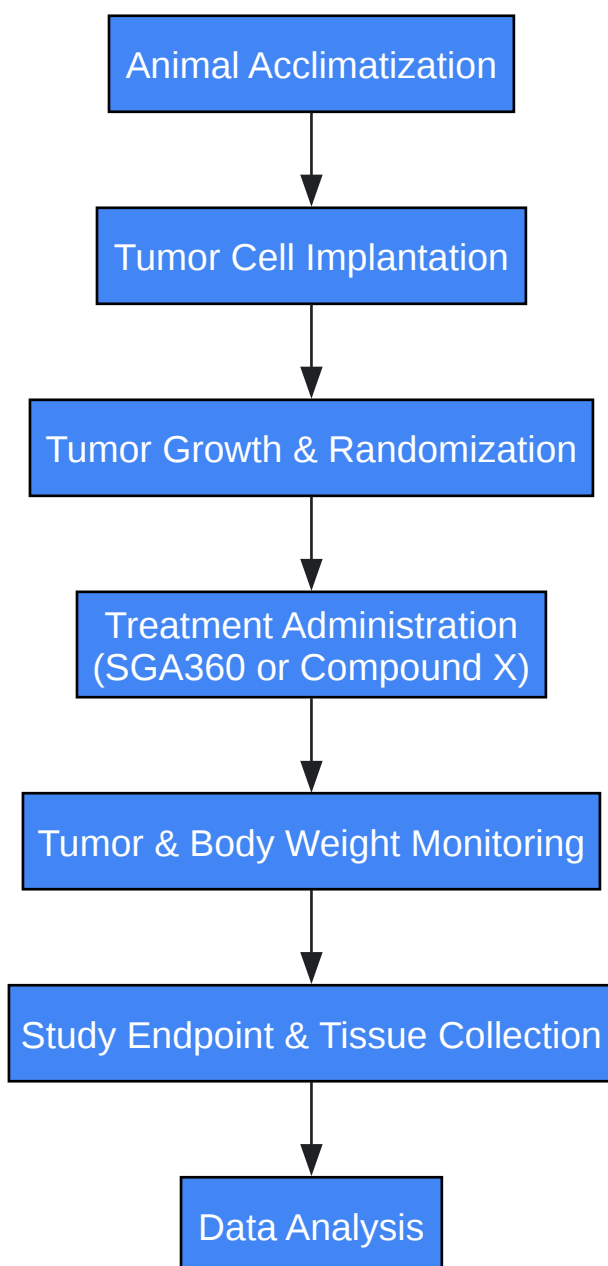 Animal Acclimatization
Tumor Cell Implantation
Tumor Growth & Randomization
Treatment Administration
(SGA360 or Compound X)
Tumor & Body Weight Monitoring
Study Endpoint & Tissue Collection
Data Analysis